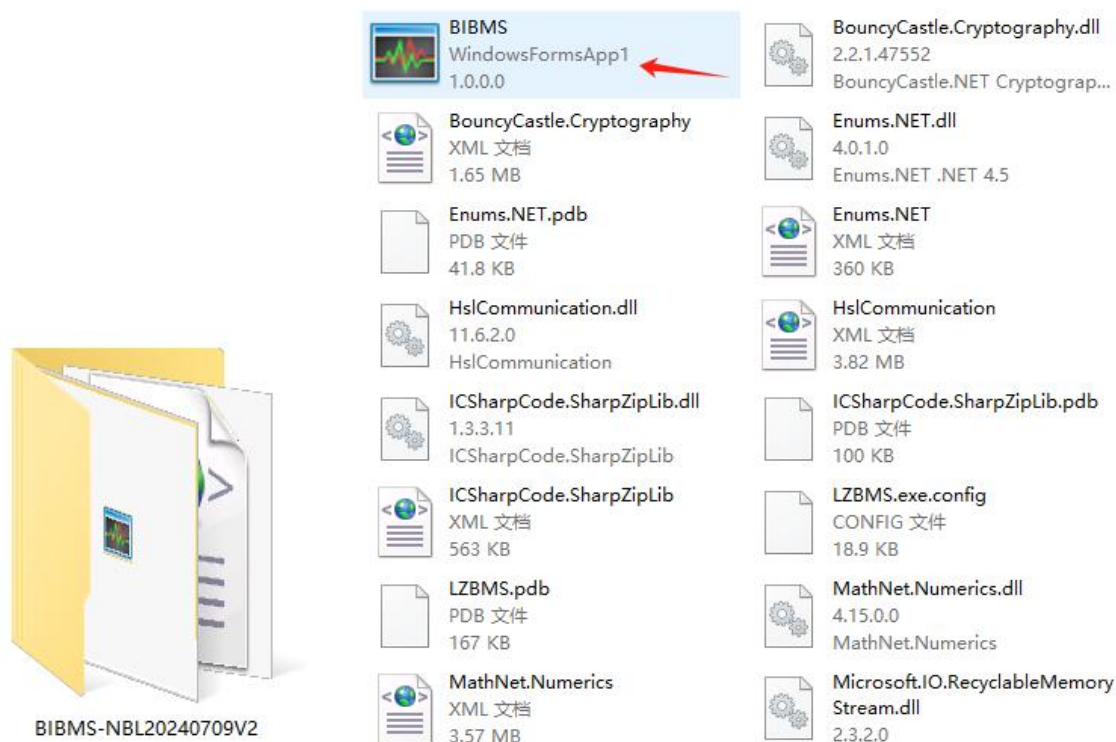 BIBMS
WindowsFormsApp1
1.0.0.0
BouncyCastle.Cryptography.dll
2.2.1.47552
BouncyCastle.NET Cryptograp...
BouncyCastle.Cryptography
XML 文档
1.65 MB
Enums.NET.dll
4.0.1.0
Enums.NET .NET 4.5
Enums.NET.pdb
PDB 文件
41.8 KB
Enums.NET
XML 文档
360 KB
HslCommunication.dll
11.6.2.0
HslCommunication
HslCommunication
XML 文档
3.82 MB
ICSharpCode.SharpZipLib.dll
1.3.3.11
ICSharpCode.SharpZipLib
ICSharpCode.SharpZipLib.pdb
PDB 文件
100 KB
ICSharpCode.SharpZipLib
XML 文档
563 KB
LZBMS.exe.config
CONFIG 文件
18.9 KB
LZBMS.pdb
PDB 文件
167 KB
MathNet.Numerics.dll
4.15.0.0
MathNet.Numerics
MathNet.Numerics
XML 文档
3.57 MB
Microsoft.IO.RecyclableMemory
Stream.dll
2.3.2.0
BIBMS-NBL20240709V2